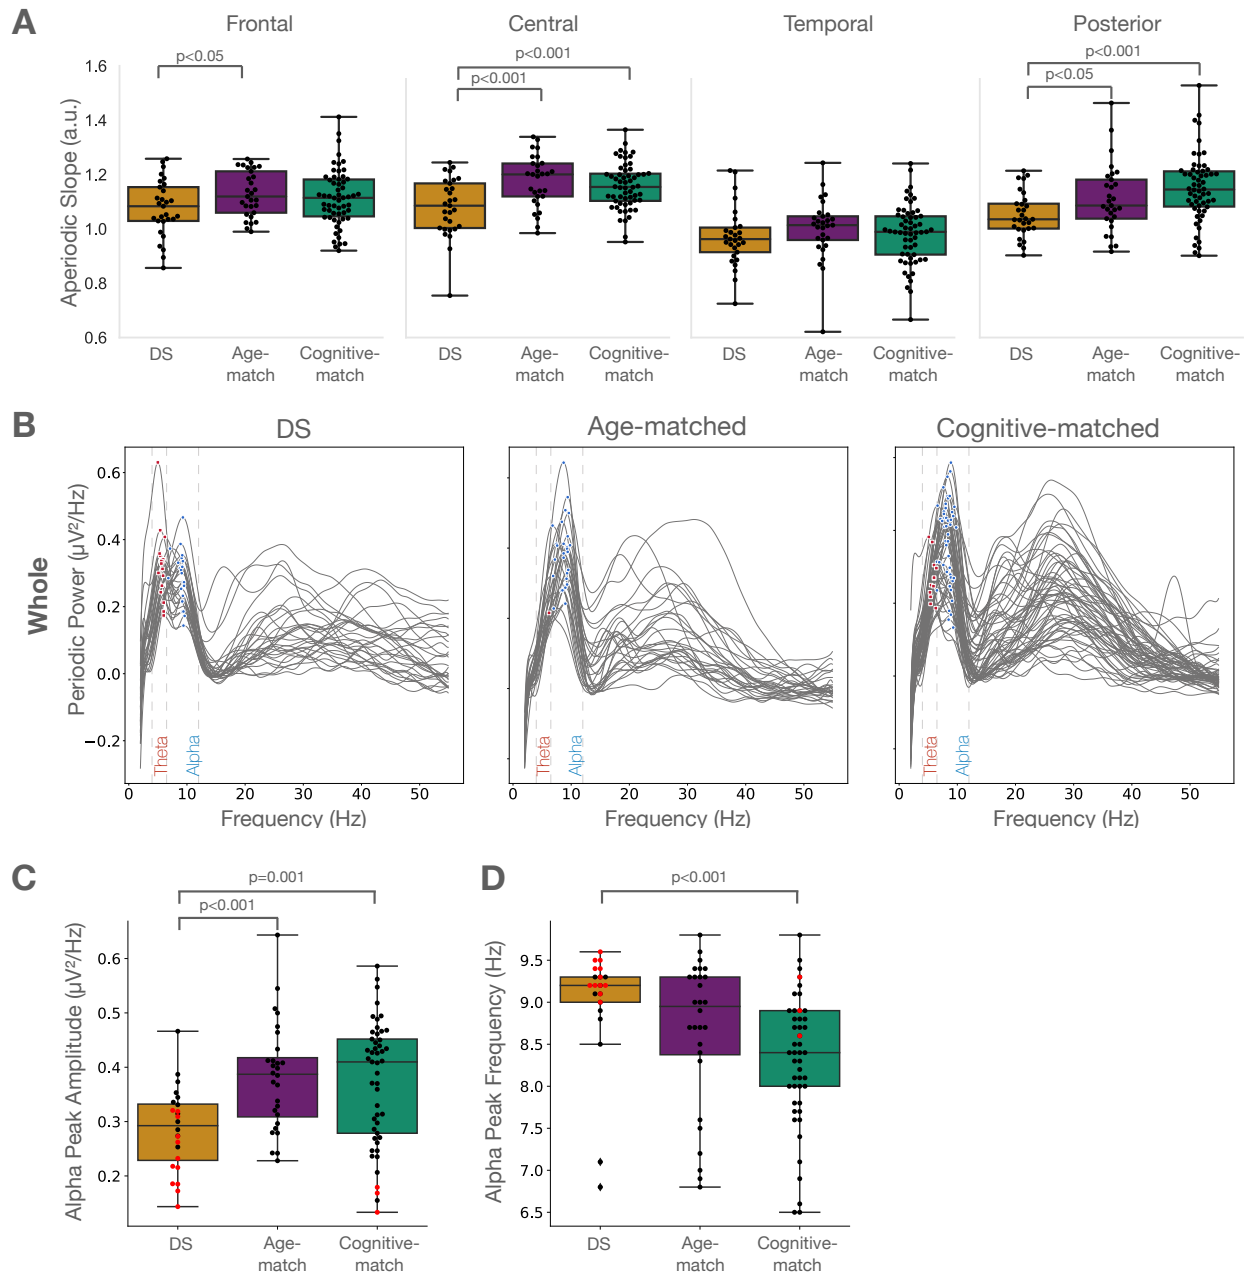 A
Frontal
Central
Temporal
Posterior
p<0.05
p<0.001
p<0.001
p<0.001
p<0.05
Aperiodic Slope (a.u.)
1.6
1.4
1.2
1.0
0.8
0.6
DS
Age-
match
Cognitive-
match
DS
Age-
match
Cognitive-
match
DS
Age-
match
Cognitive-
match
DS
Age-
match
Cognitive-
match
B
DS
Age-matched
Cognitive-matched
Whole
Periodic Power (µV²/Hz)
0.6
0.4
0.2
0.0
−0.2
Theta
Alpha
Theta
Alpha
Theta
Alpha
0 10 20 30 40 50
0 10 20 30 40 50
0 10 20 30 40 50
Frequency (Hz)
Frequency (Hz)
Frequency (Hz)
C
p=0.001
p<0.001
Alpha Peak Amplitude (µV²/Hz)
0.6
0.5
0.4
0.3
0.2
DS
Age-
match
Cognitive-
match
D
p<0.001
Alpha Peak Frequency (Hz)
9.5
9.0
8.5
8.0
7.5
7.0
6.5
DS
Age-
match
Cognitive-
match